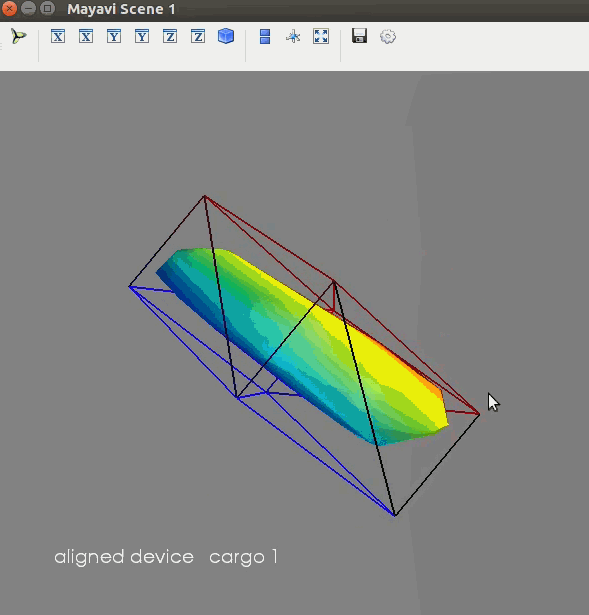 Mayavi Scene 1
X X Y Y Z Z
aligned device cargo 1